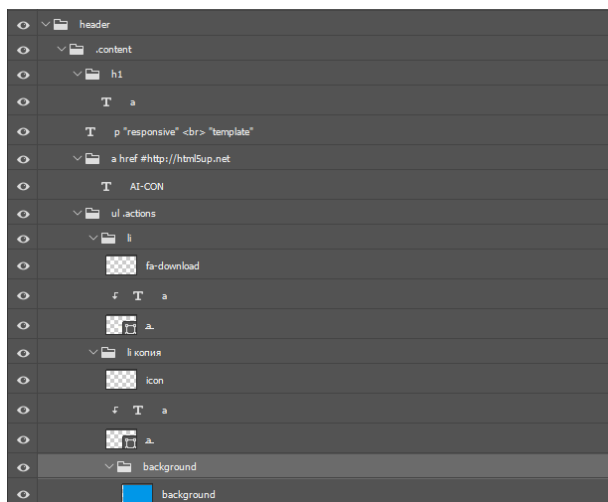 header
.content
h1
T a
T p "responsive" <br> "template"
a href #http://html5up.net
T AI-CON
ul .actions
li
fa-download
T a
a.
li копия
icon
T a
a.
background
background